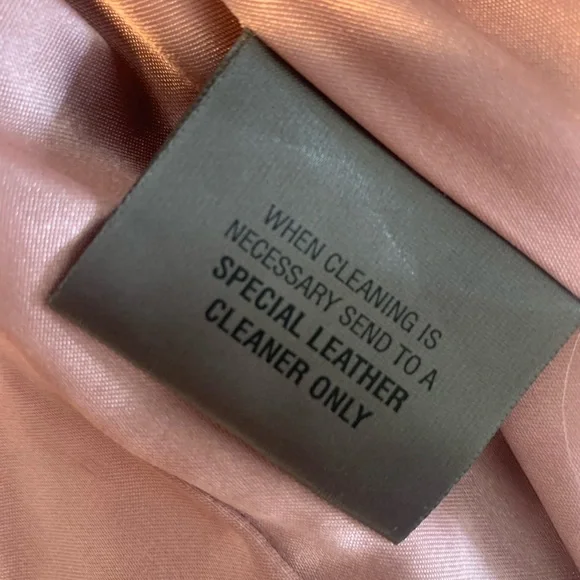 WHEN CLEANING IS
NECESSARY SEND TO A
SPECIAL LEATHER
CLEANER ONLY